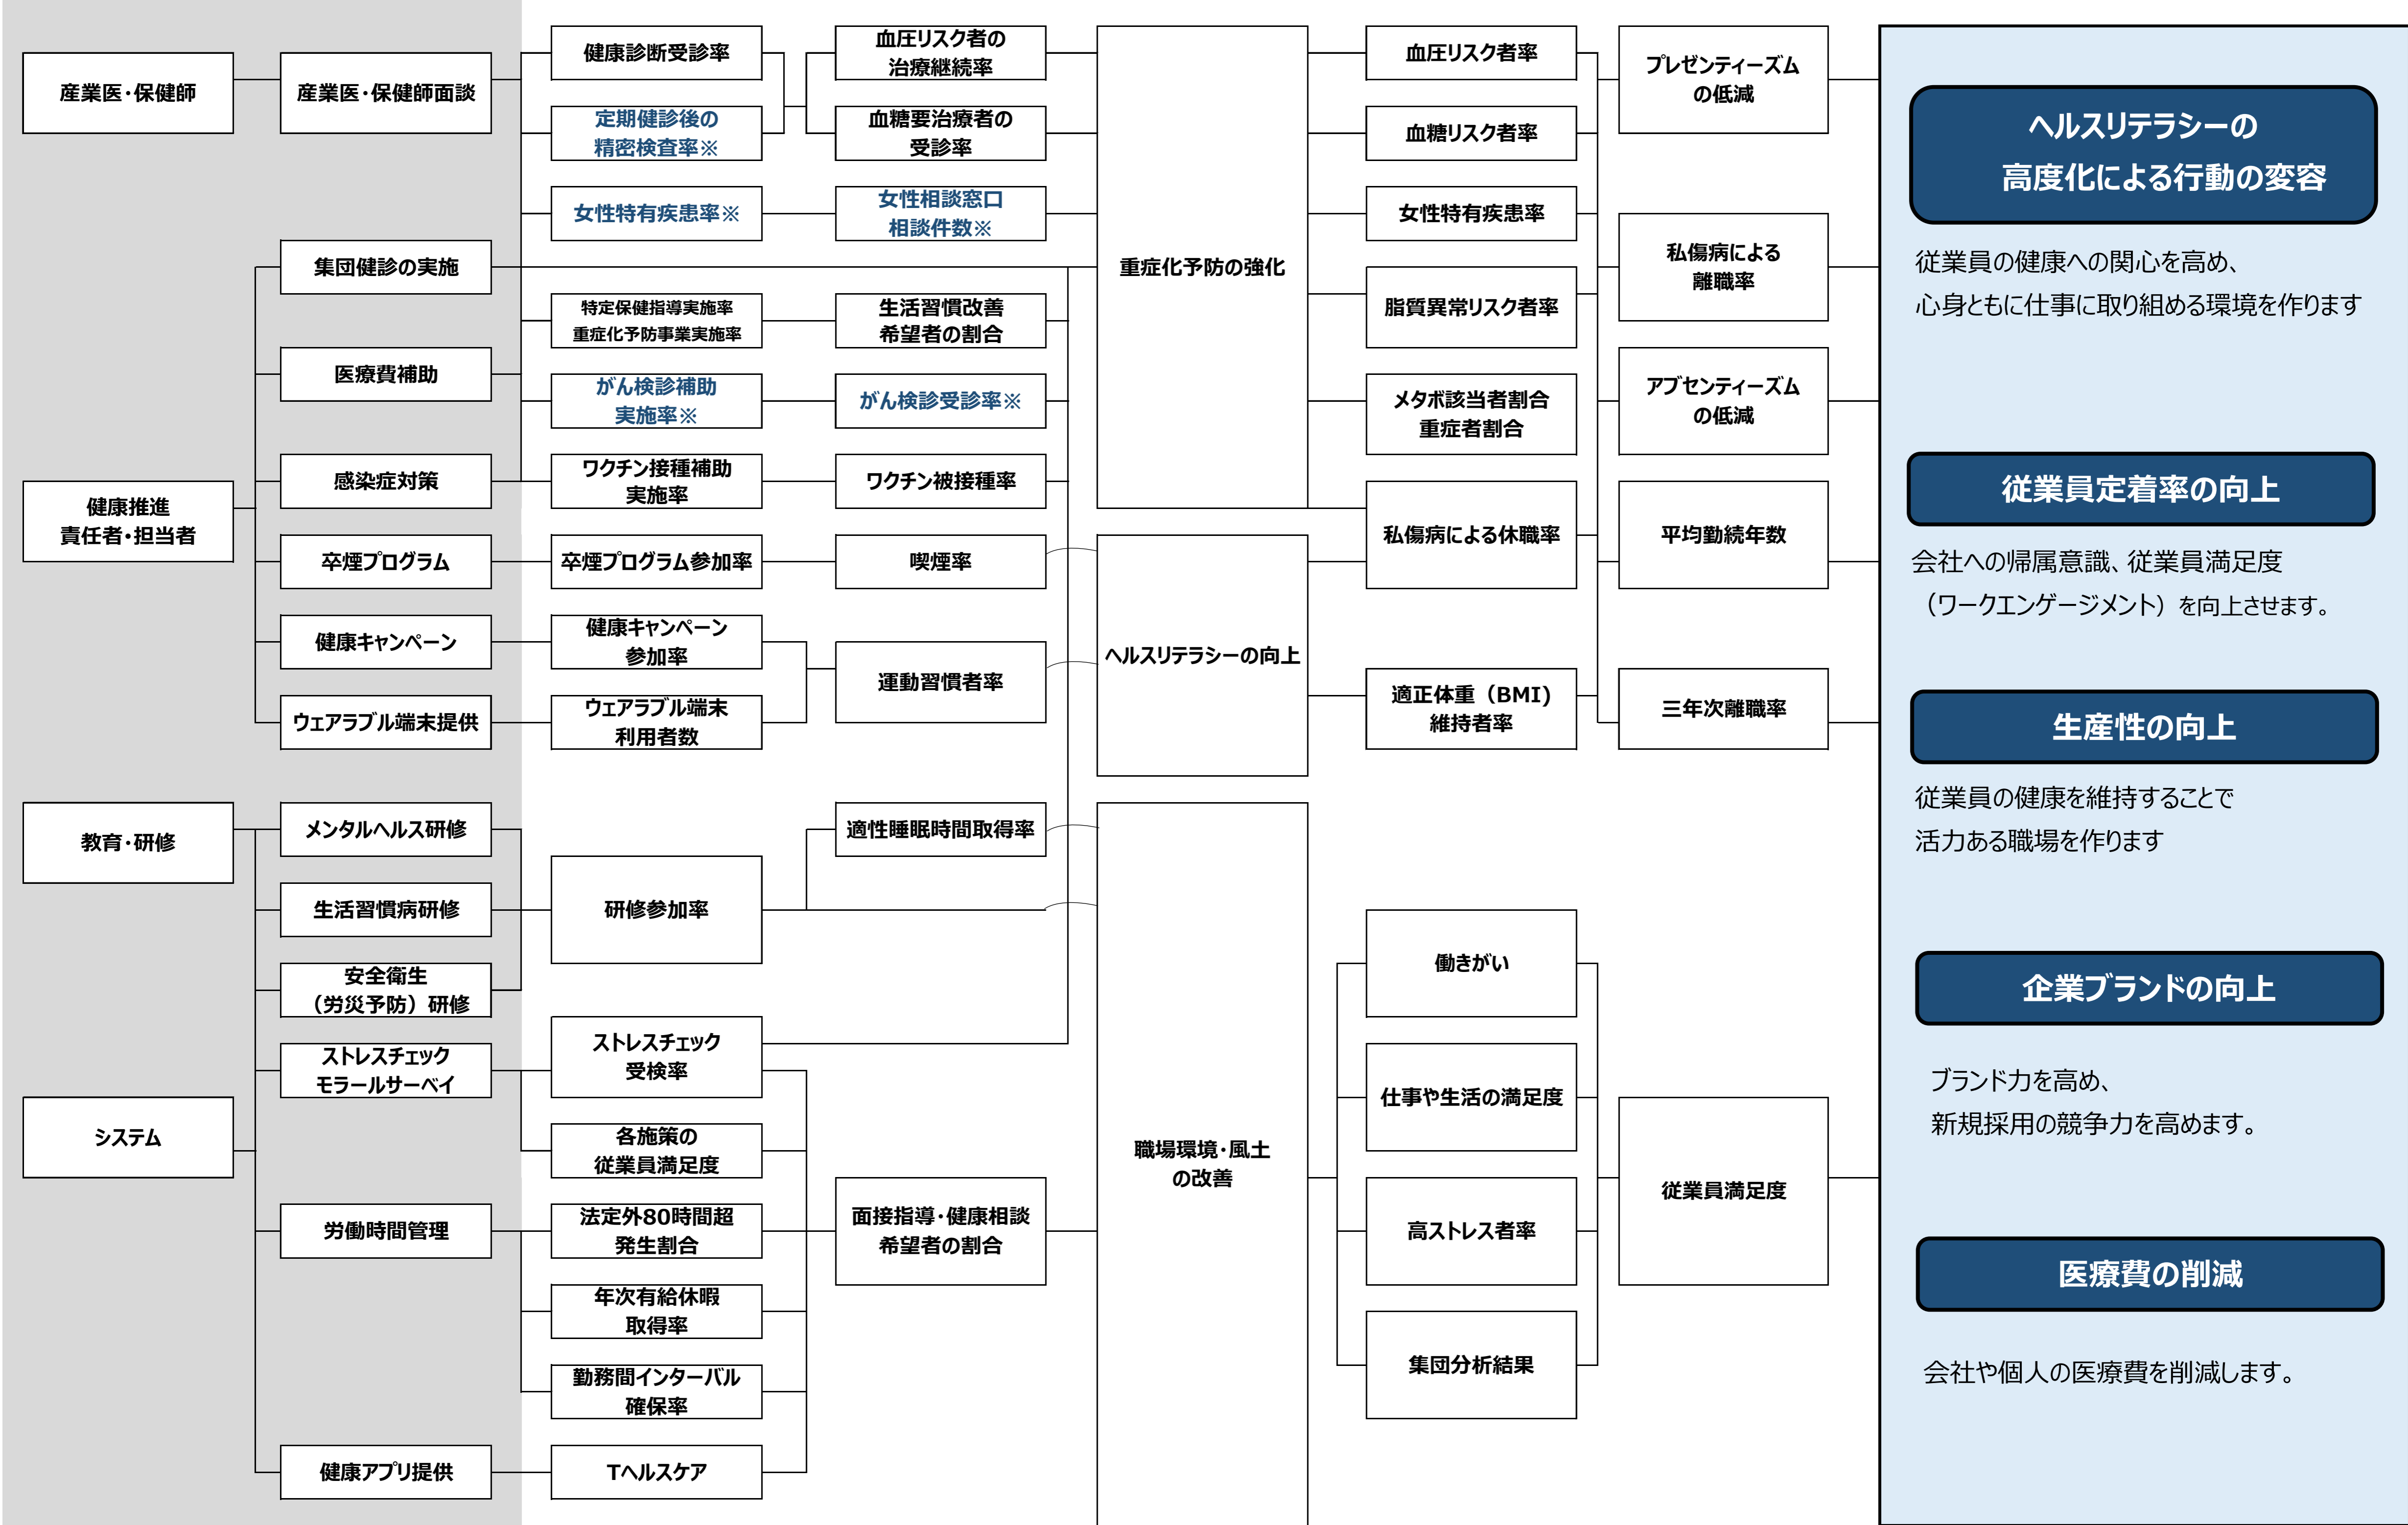 産業医・保健師
健康推進
責任者・担当者
教育・研修
システム
産業医・保健師面談
集団健診の実施
医療費補助
感染症対策
卒煙プログラム
健康キャンペーン
ウェアラブル端末提供
メンタルヘルス研修
生活習慣病研修
安全衛生
（労災予防）研修
ストレスチェック
モラールサーベイ
労働時間管理
健康アプリ提供
健康診断受診率
定期健診後の
精密検査率※
女性特有疾患率※
特定保健指導実施率
重症化予防事業実施率
がん検診補助
実施率※
ワクチン接種補助
実施率
卒煙プログラム参加率
健康キャンペーン
参加率
ウェアラブル端末
利用者数
研修参加率
ストレスチェック
受検率
各施策の
従業員満足度
法定外80時間超
発生割合
年次有給休暇
取得率
勤務間インターバル
確保率
Tヘルスケア
血圧リスク者の
治療継続率
血糖要治療者の
受診率
女性相談窓口
相談件数※
生活習慣改善
希望者の割合
がん検診受診率※
ワクチン被接種率
喫煙率
運動習慣者率
適性睡眠時間取得率
面接指導・健康相談
希望者の割合
重症化予防の強化
ヘルスリテラシーの向上
職場環境・風土
の改善
血圧リスク者率
血糖リスク者率
女性特有疾患率
脂質異常リスク者率
メタボ該当者割合
重症者割合
私傷病による休職率
適正体重（BMI)
維持者率
働きがい
仕事や生活の満足度
高ストレス者率
集団分析結果
プレゼンティーズム
の低減
私傷病による
離職率
アブセンティーズム
の低減
平均勤続年数
三年次離職率
従業員満足度
ヘルスリテラシーの
高度化による行動の変容
従業員の健康への関心を高め、
心身ともに仕事に取り組める環境を作ります
従業員定着率の向上
会社への帰属意識、従業員満足度
（ワークエンゲージメント）を向上させます。
生産性の向上
従業員の健康を維持することで
活力ある職場を作ります
企業ブランドの向上
ブランド力を高め、
新規採用の競争力を高めます。
医療費の削減
会社や個人の医療費を削減します。